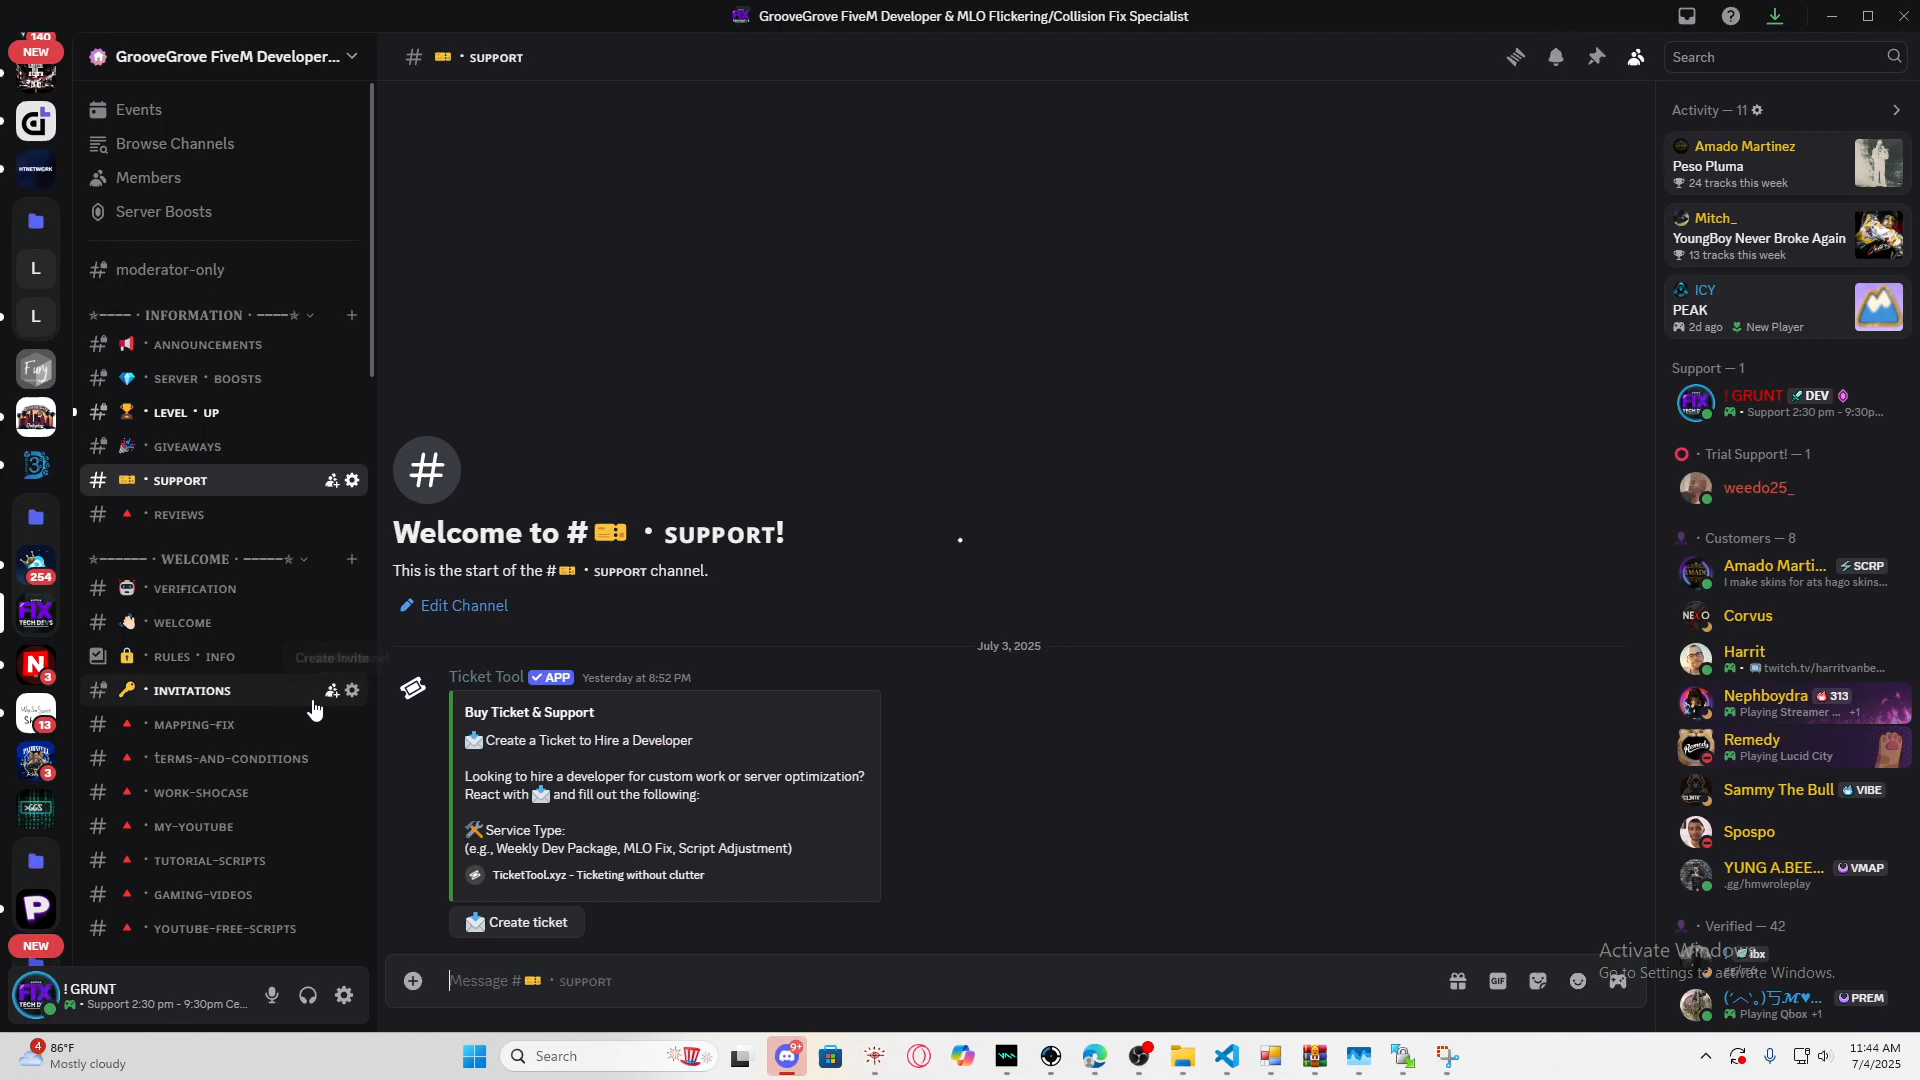 GrooveGrove FiveM Developer & MLO Flickering/Collision Fix Specialist
140
NEW
GrooveGrove FiveM Developer...
# 🎫・SUPPORT
Search
Events
Browse Channels
Members
Server Boosts
moderator-only
INFORMATION
ANNOUNCEMENTS
SERVER・BOOSTS
LEVEL・UP
GIVEAWAYS
SUPPORT
REVIEWS
WELCOME
VERIFICATION
WELCOME
RULES・INFO
Create Invite
INVITATIONS
MAPPING-FIX
tERMS-AND-CONDITIONS
WORK-SHOCASE
MY-YOUTUBE
TUTORIAL-SCRIPTS
GAMING-VIDEOS
YOUTUBE-FREE-SCRIPTS
L
L
Fury
254
FIX
TECH DEVS
N
3
13
3
>GGS
P
NEW
! GRUNT
Support 2:30 pm - 9:30pm Ce...
Welcome to #🎫・SUPPORT!
This is the start of the #🎫・SUPPORT channel.
Edit Channel
July 3, 2025
Ticket Tool ✓ APP Yesterday at 8:52 PM
Buy Ticket & Support
📩 Create a Ticket to Hire a Developer
Looking to hire a developer for custom work or server optimization?
React with 📩 and fill out the following:
🛠️ Service Type:
(e.g., Weekly Dev Package, MLO Fix, Script Adjustment)
TicketTool.xyz - Ticketing without clutter
📩 Create ticket
Message #🎫・SUPPORT
GIF
Activity — 11
Amado Martinez
Peso Pluma
24 tracks this week
Mitch_
YoungBoy Never Broke Again
13 tracks this week
ICY
PEAK
2d ago New Player
Support — 1
! GRUNT DEV
Support 2:30 pm - 9:30p...
・Trial Support! — 1
weedo25_
・Customers — 8
Amado Marti... SCRP
I make skins for ats hago skins...
Corvus
Harrit
twitch.tv/harritvanbe...
Nephboydra 313
Playing Streamer ... +1
Remedy
Playing Lucid City
Sammy The Bull VIBE
Spospo
YUNG A.BEE... VMAP
.gg/hmwroleplay
・Verified — 42
Activate Windows
Go to Settings to activate Windows.
PREM
Playing Qbox +1
4
86°F
Mostly cloudy
Search
9+
11:44 AM
7/4/2025